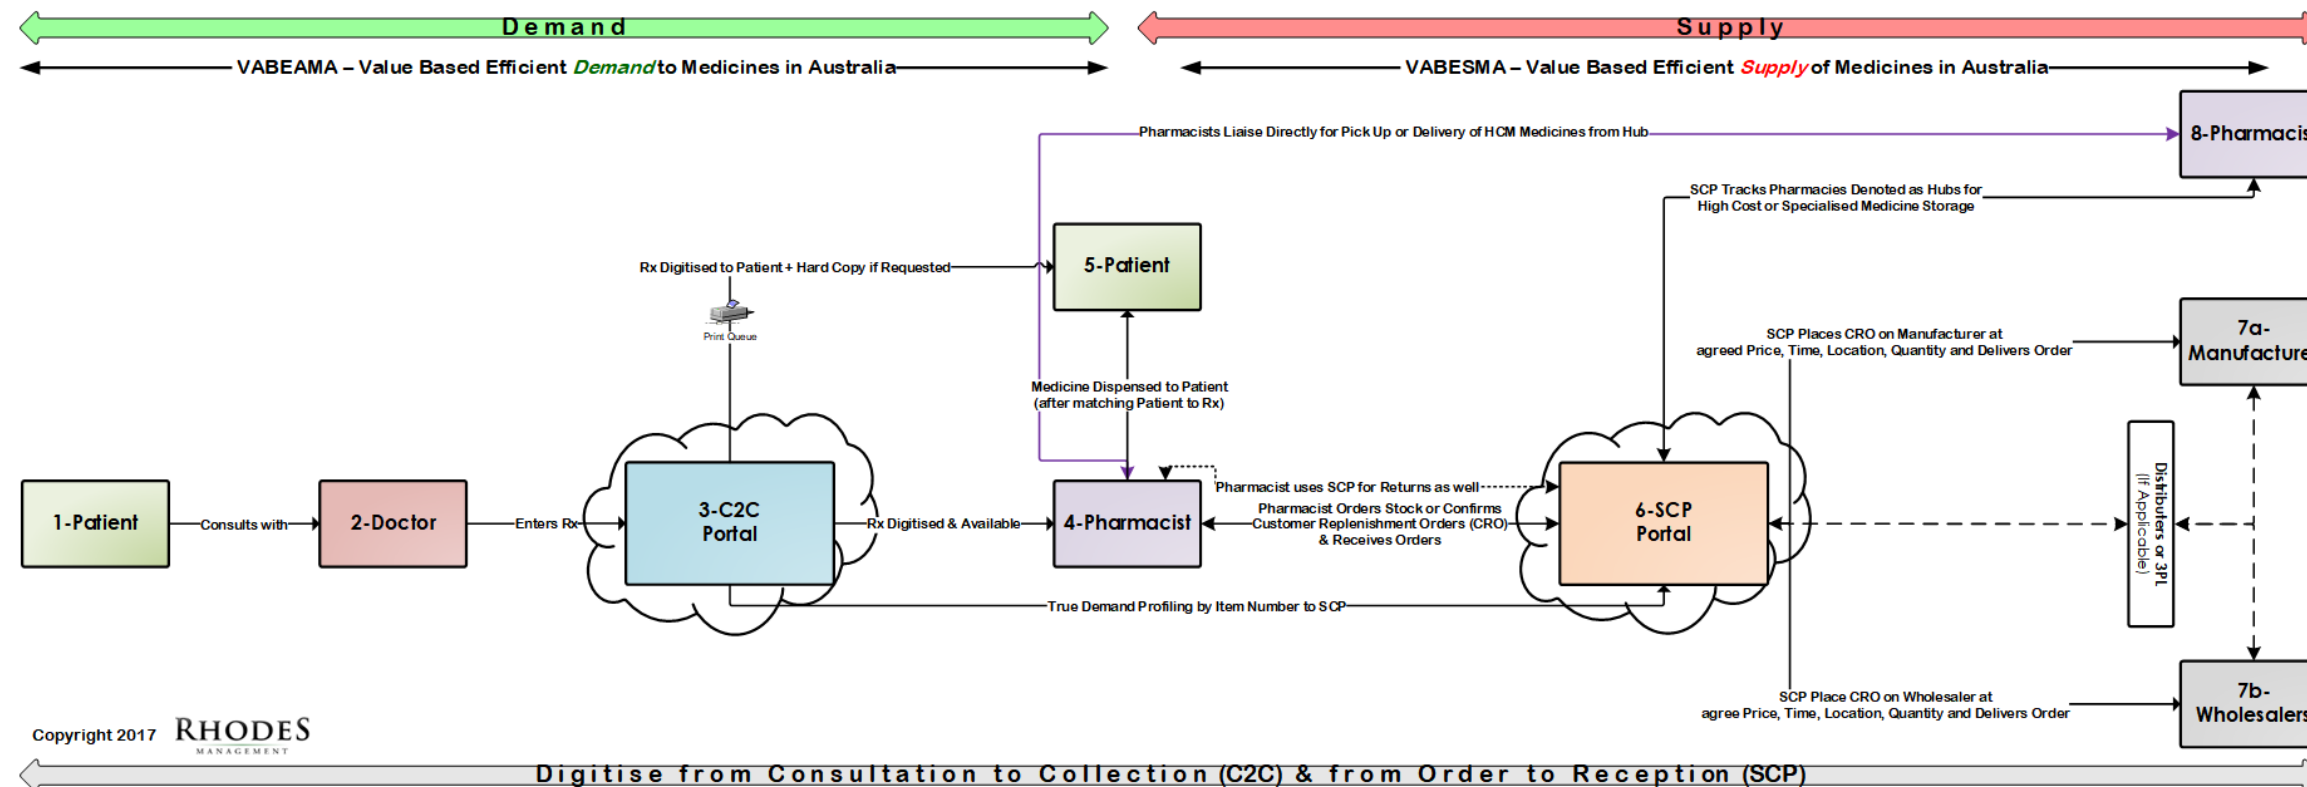 Demand
Supply
VABEAMA – Value Based Efficient Demand to Medicines in Australia
VABESMA – Value Based Efficient Supply of Medicines in Australia
Pharmacists Liaise Directly for Pick Up or Delivery of HCM Medicines from Hub
8-Pharmacis
SCP Tracks Pharmacies Denoted as Hubs for
High Cost or Specialised Medicine Storage
Rx Digitised to Patient + Hard Copy if Requested
5-Patient
Print Queue
SCP Places CRO on Manufacturer at
agreed Price, Time, Location, Quantity and Delivers Order
7a-
Manufacture
Medicine Dispensed to Patient
(after matching Patient to Rx)
1-Patient
Consults with
2-Doctor
Enters Rx
3-C2C
Portal
Rx Digitised & Available
4-Pharmacist
Pharmacist uses SCP for Returns as well
Pharmacist Orders Stock or Confirms
Customer Replenishment Orders (CRO)
& Receives Orders
6-SCP
Portal
Distributers or 3PL
(If Applicable)
True Demand Profiling by Item Number to SCP
SCP Place CRO on Wholesaler at
agree Price, Time, Location, Quantity and Delivers Order
7b-
Wholesalers
Copyright 2017
RHODES
MANAGEMENT
Digitise from Consultation to Collection (C2C) & from Order to Reception (SCP)